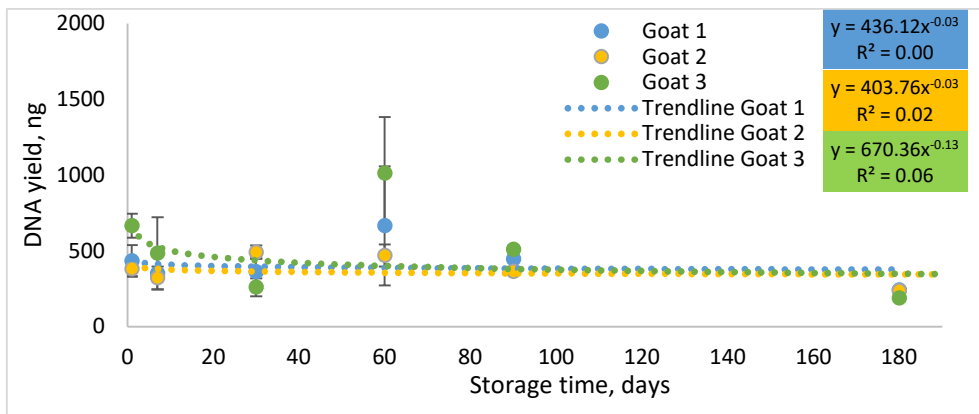 2000
1500
1000
500
0
DNA yield, ng
0 20 40 60 80 100 120 140 160 180
Storage time, days
Goat 1
Goat 2
Goat 3
Trendline Goat 1
Trendline Goat 2
Trendline Goat 3
y = 436.12x^-0.03
R² = 0.00
y = 403.76x^-0.03
R² = 0.02
y = 670.36x^-0.13
R² = 0.06